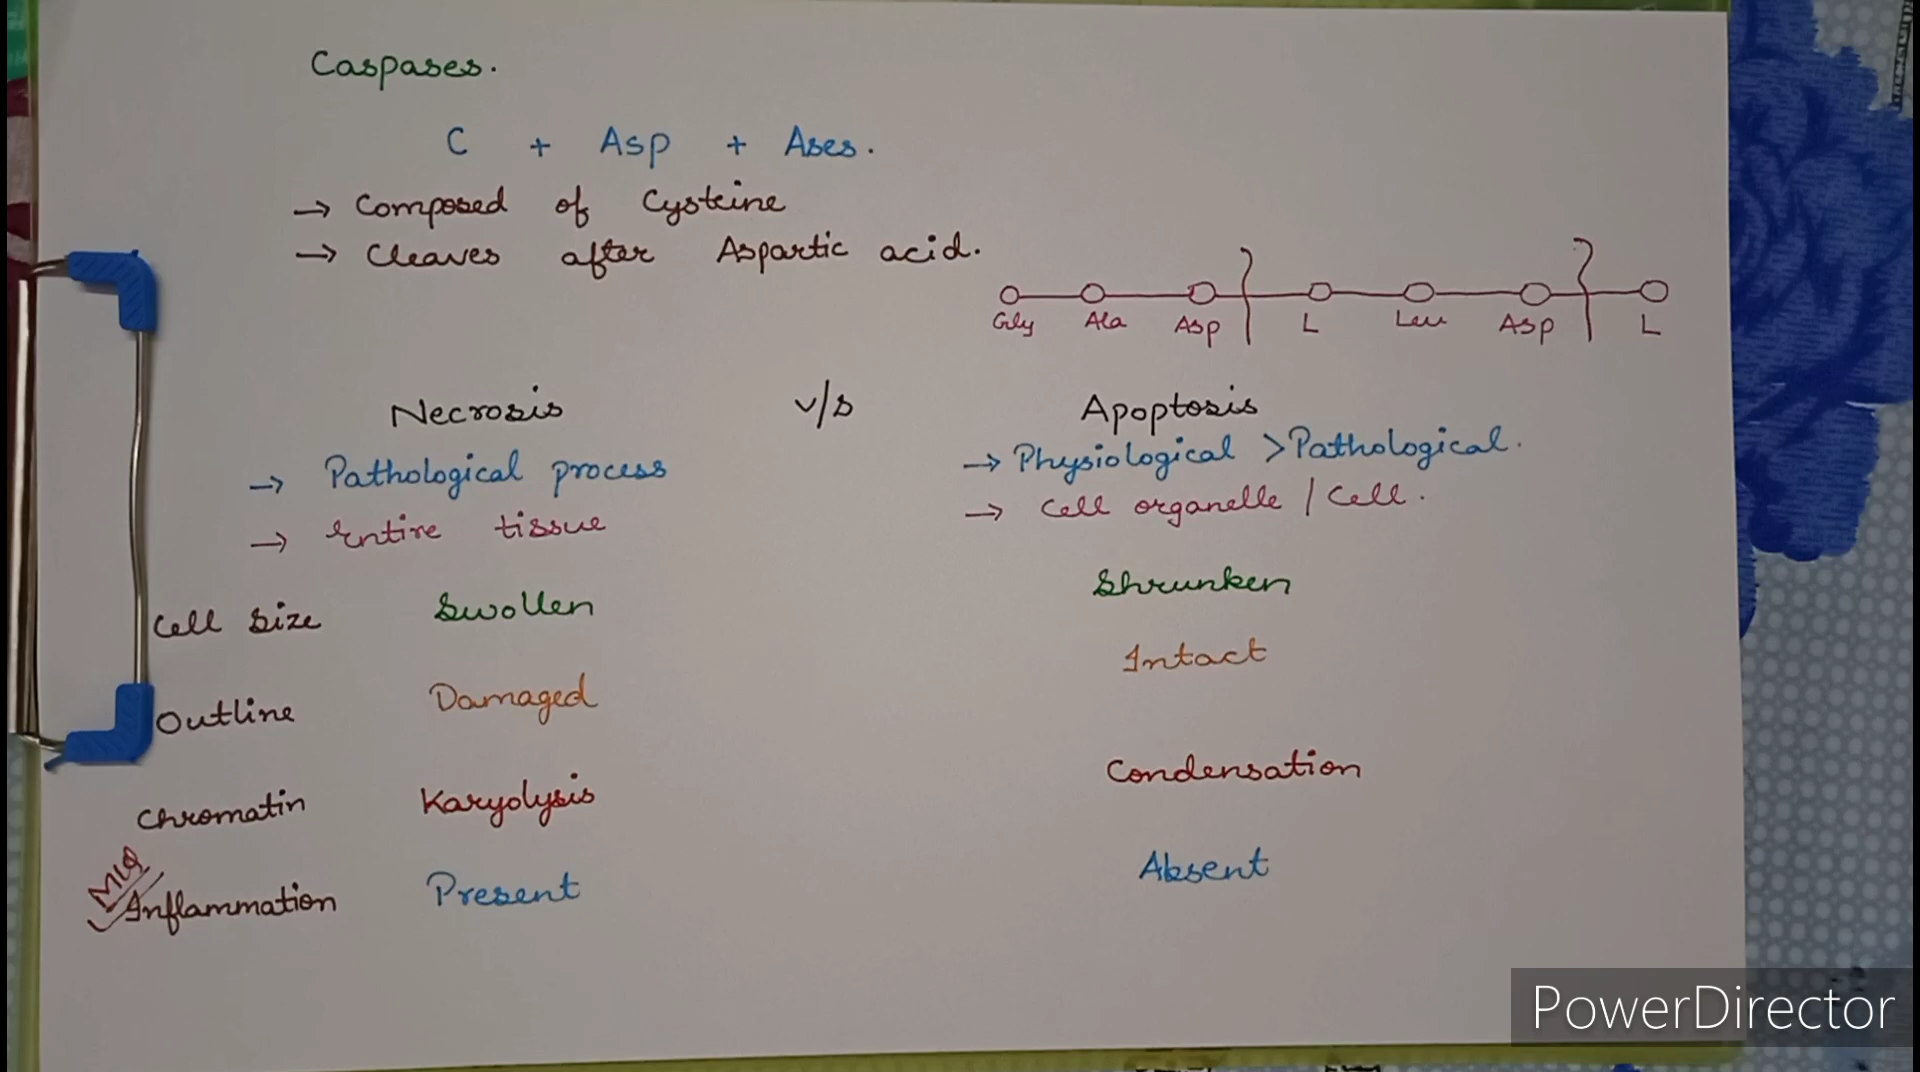 Caspases.
C + Asp + Ases.
→ Composed of Cysteine
→ Cleaves after Aspartic acid.
Gly Ala Asp L Leu Asp L
Necrosis v/s Apoptosis
→ Pathological process → Physiological > Pathological.
→ Entire tissue → Cell organelle / Cell.
Cell size Swollen Shrunken
Outline Damaged Intact
Chromatin Karyolysis Condensation
MCQ
Inflammation Present Absent
PowerDirector